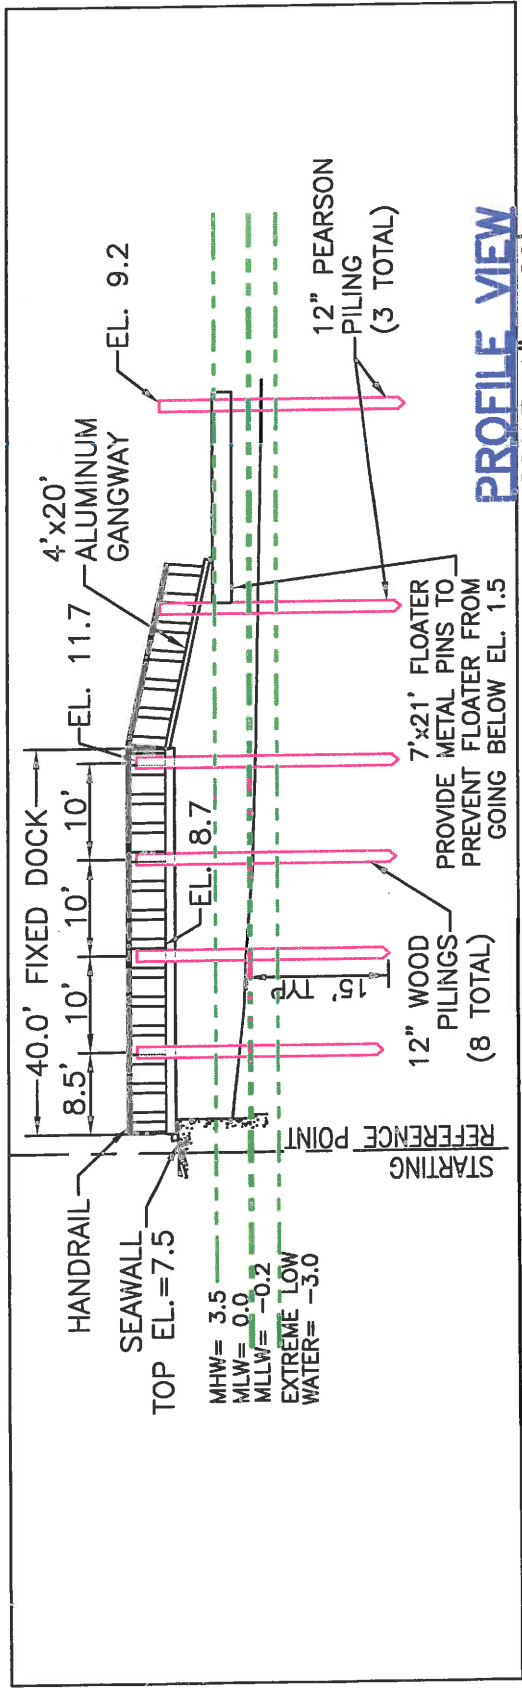 40.0' FIXED DOCK
8.5'
10'
10'
10'
HANDRAIL
SEAWALL
TOP EL.=7.5
MHW= 3.5
MLW= 0.0
MLLW= -0.2
EXTREME LOW
WATER= -3.0
STARTING
REFERENCE POINT
EL. 8.7
EL. 11.7
4'x20'
ALUMINUM
GANGWAY
EL. 9.2
15' TYP
12" WOOD
PILINGS
(8 TOTAL)
7'x21' FLOATER
PROVIDE METAL PINS TO
PREVENT FLOATER FROM
GOING BELOW EL. 1.5
12" PEARSON
PILING
(3 TOTAL)
PROFILE VIEW